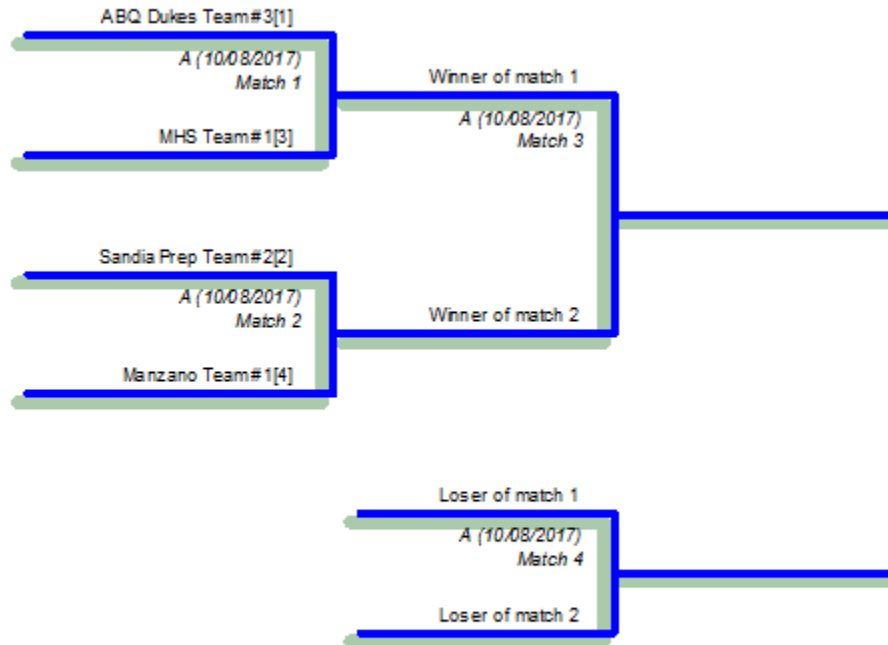 ABQ Dukes Team#3[1]
A (10/08/2017)
Match 1
MHS Team#1[3]
Winner of match 1
A (10/08/2017)
Match 3
Sandia Prep Team#2[2]
A (10/08/2017)
Match 2
Manzano Team#1[4]
Winner of match 2
Loser of match 1
A (10/08/2017)
Match 4
Loser of match 2